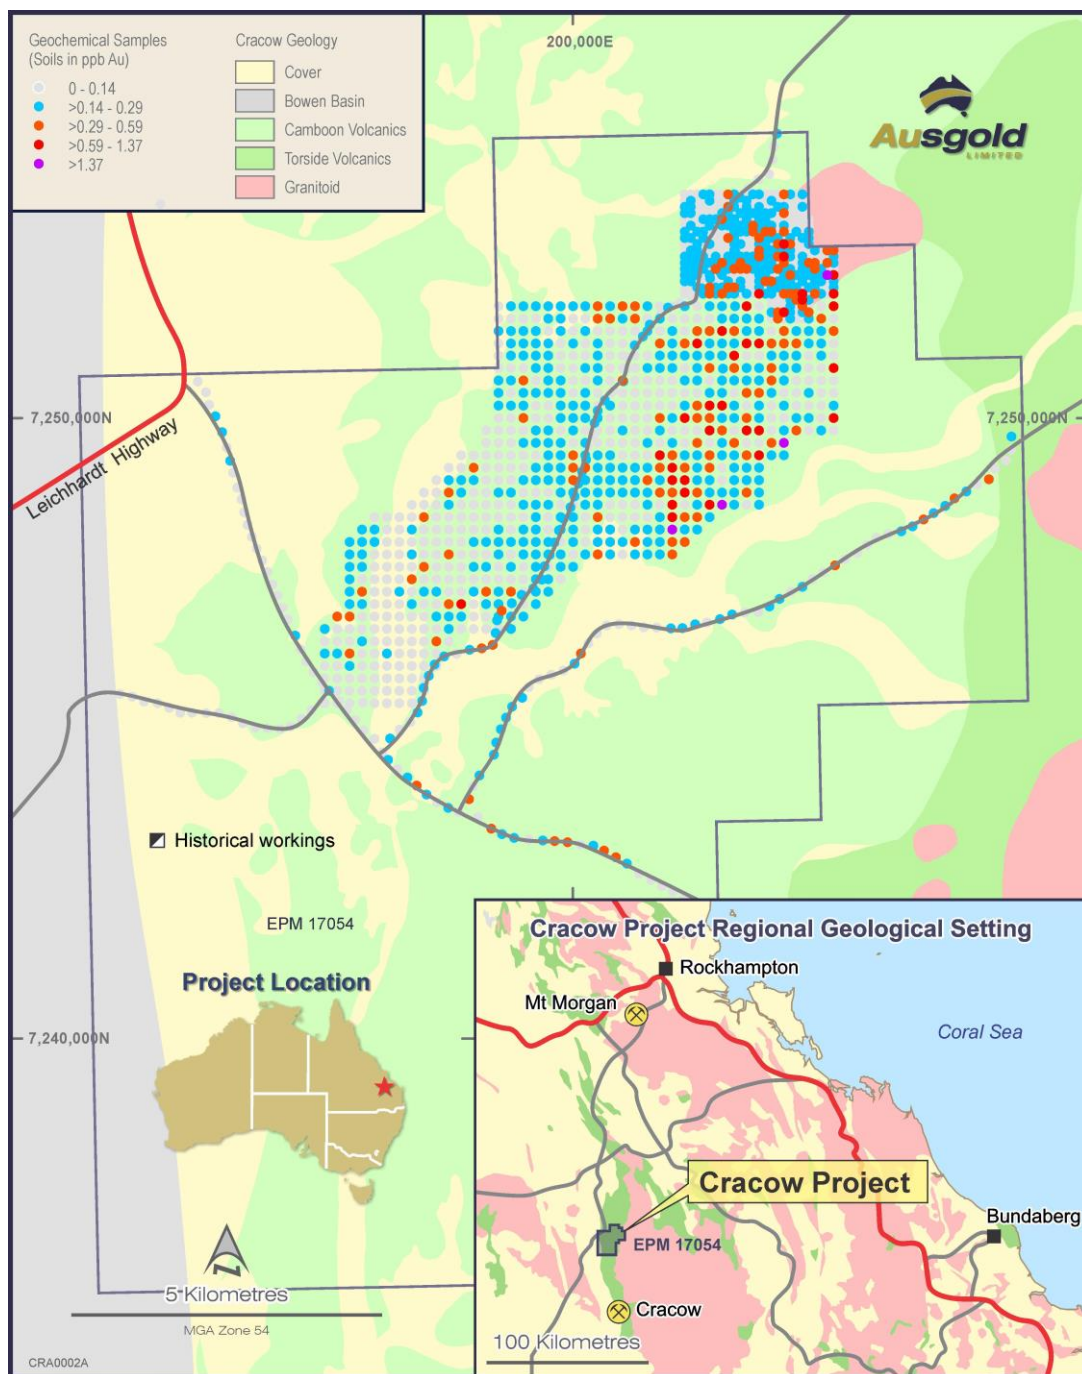 Geochemical Samples
(Soils in ppb Au)
0 - 0.14
>0.14 - 0.29
>0.29 - 0.59
>0.59 - 1.37
>1.37
Cracow Geology
Cover
Bowen Basin
Camboon Volcanics
Torside Volcanics
Granitoid
200,000E
Ausgold
LIMITED
7,250,000N
7,250,000N
Leichhardt Highway
Historical workings
EPM 17054
Project Location
7,240,000N
5 Kilometres
MGA Zone 54
CRA0002A
Cracow Project Regional Geological Setting
Rockhampton
Mt Morgan
Coral Sea
Cracow Project
Bundaberg
EPM 17054
Cracow
100 Kilometres